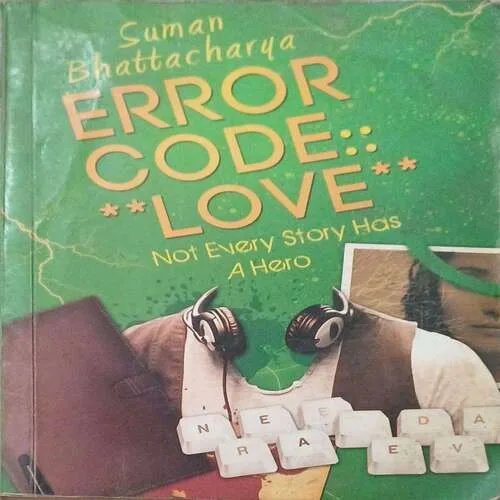 Suman
Bhattacharya
ERROR
CODE::
**LOVE**
Not Every Story Has
A Hero
N E E D A
R A E V